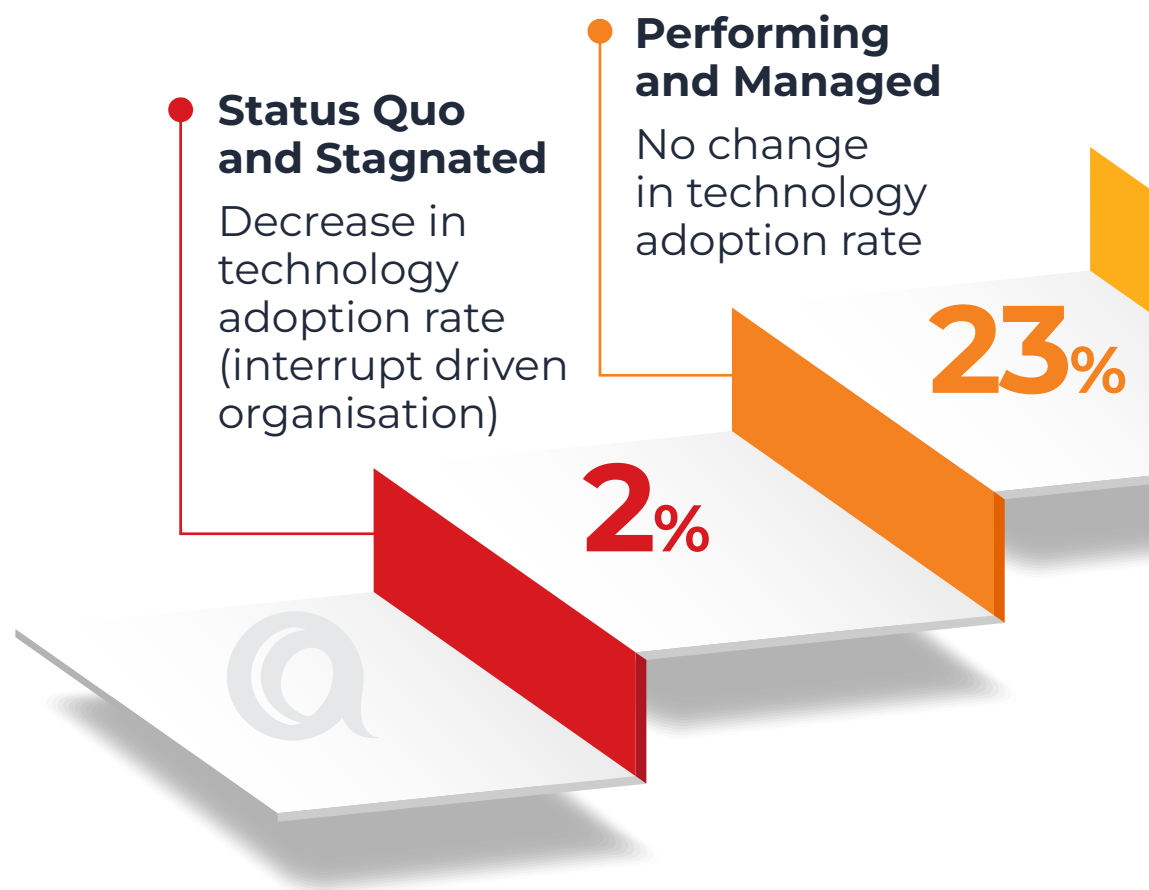 Status Quo
and Stagnated
Decrease in
technology
adoption rate
(interrupt driven
organisation)
2%
Performing
and Managed
No change
in technology
adoption rate
23%